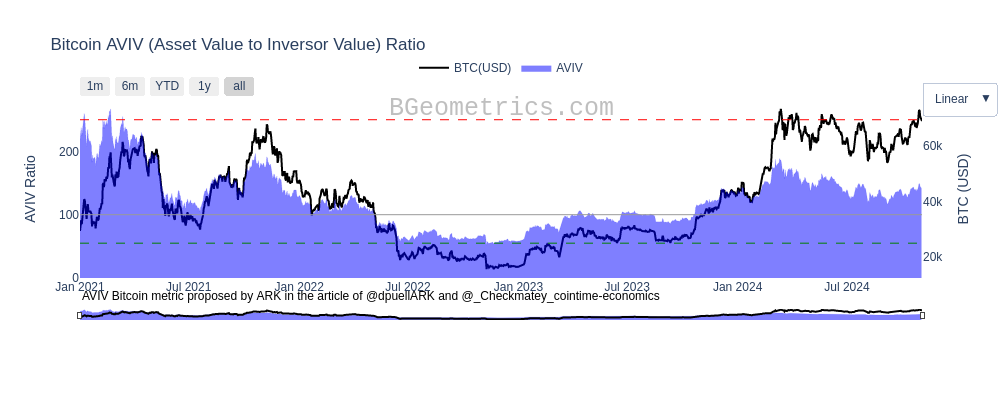 Bitcoin AVIV (Asset Value to Inversor Value) Ratio
BTC(USD) AVIV
1m 6m YTD 1y all
Linear ▼
BGeometrics.com
AVIV Ratio
200
100
0
60k
40k
20k
BTC (USD)
Jan 2021 Jul 2021 Jan 2022 Jul 2022 Jan 2023 Jul 2023 Jan 2024 Jul 2024
AVIV Bitcoin metric proposed by ARK in the article of @dpuellARK and @_Checkmatey_cointime-economics